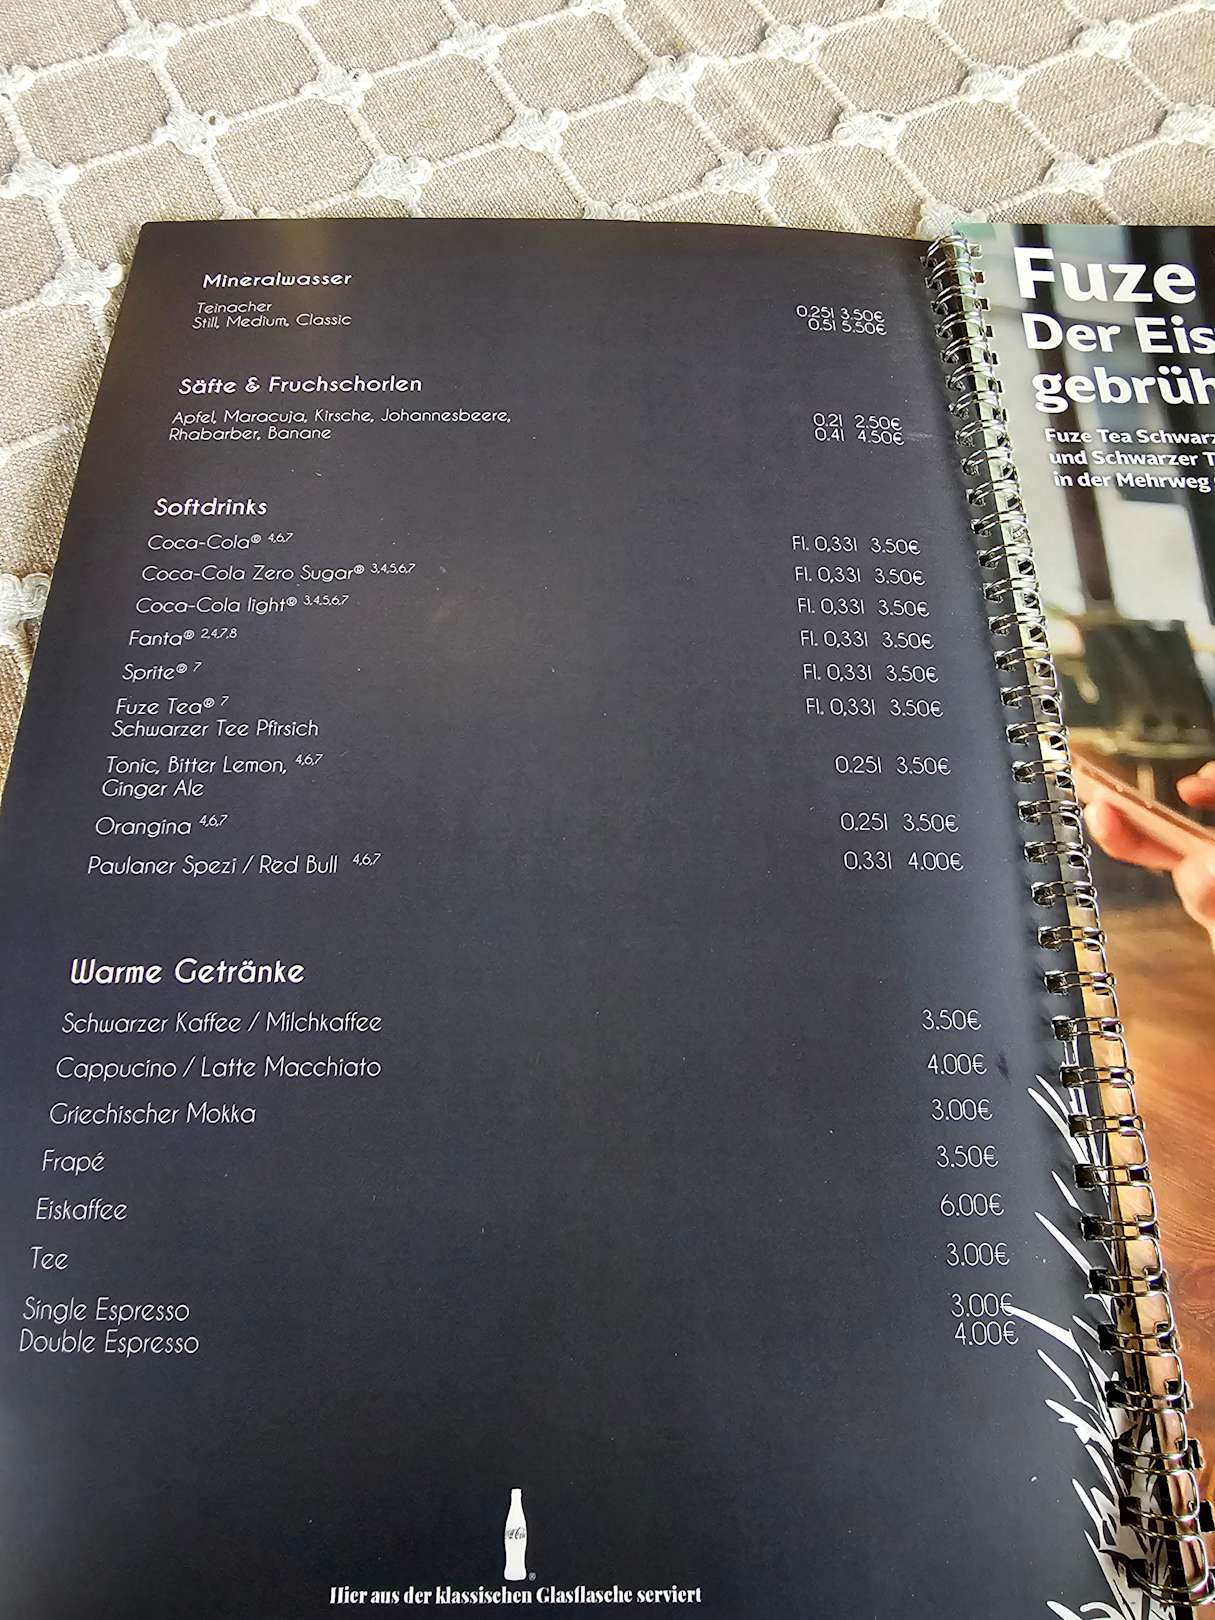 Mineralwasser
Teinacher
Still, Medium, Classic
0.25l 3.50€
0.5l 5.50€
Säfte & Fruchschorlen
Apfel, Maracuja, Kirsche, Johannesbeere,
Rhabarber, Banane
0.2l 2.50€
0.4l 4.50€
Softdrinks
Coca-Cola® 4,6,7 Fl. 0,33l 3.50€
Coca-Cola Zero Sugar® 3,4,5,6,7 Fl. 0,33l 3.50€
Coca-Cola light® 3,4,5,6,7 Fl. 0,33l 3.50€
Fanta® 2,4,7,8 Fl. 0,33l 3.50€
Sprite® 7 Fl. 0,33l 3.50€
Fuze Tea® 7 Fl. 0,33l 3.50€
Schwarzer Tee Pfirsich
Tonic, Bitter Lemon, 4,6,7 0.25l 3.50€
Ginger Ale
Orangina 4,6,7 0.25l 3.50€
Paulaner Spezi / Red Bull 4,6,7 0.33l 4.00€
Warme Getränke
Schwarzer Kaffee / Milchkaffee 3.50€
Cappucino / Latte Macchiato 4.00€
Griechischer Mokka 3.00€
Frapé 3.50€
Eiskaffee 6.00€
Tee 3.00€
Single Espresso 3.00€
Double Espresso 4.00€
Hier aus der klassischen Glasflasche serviert
Fuze
Der Eis
gebrüh
Fuze Tea Schwarz
und Schwarzer T
in der Mehrweg